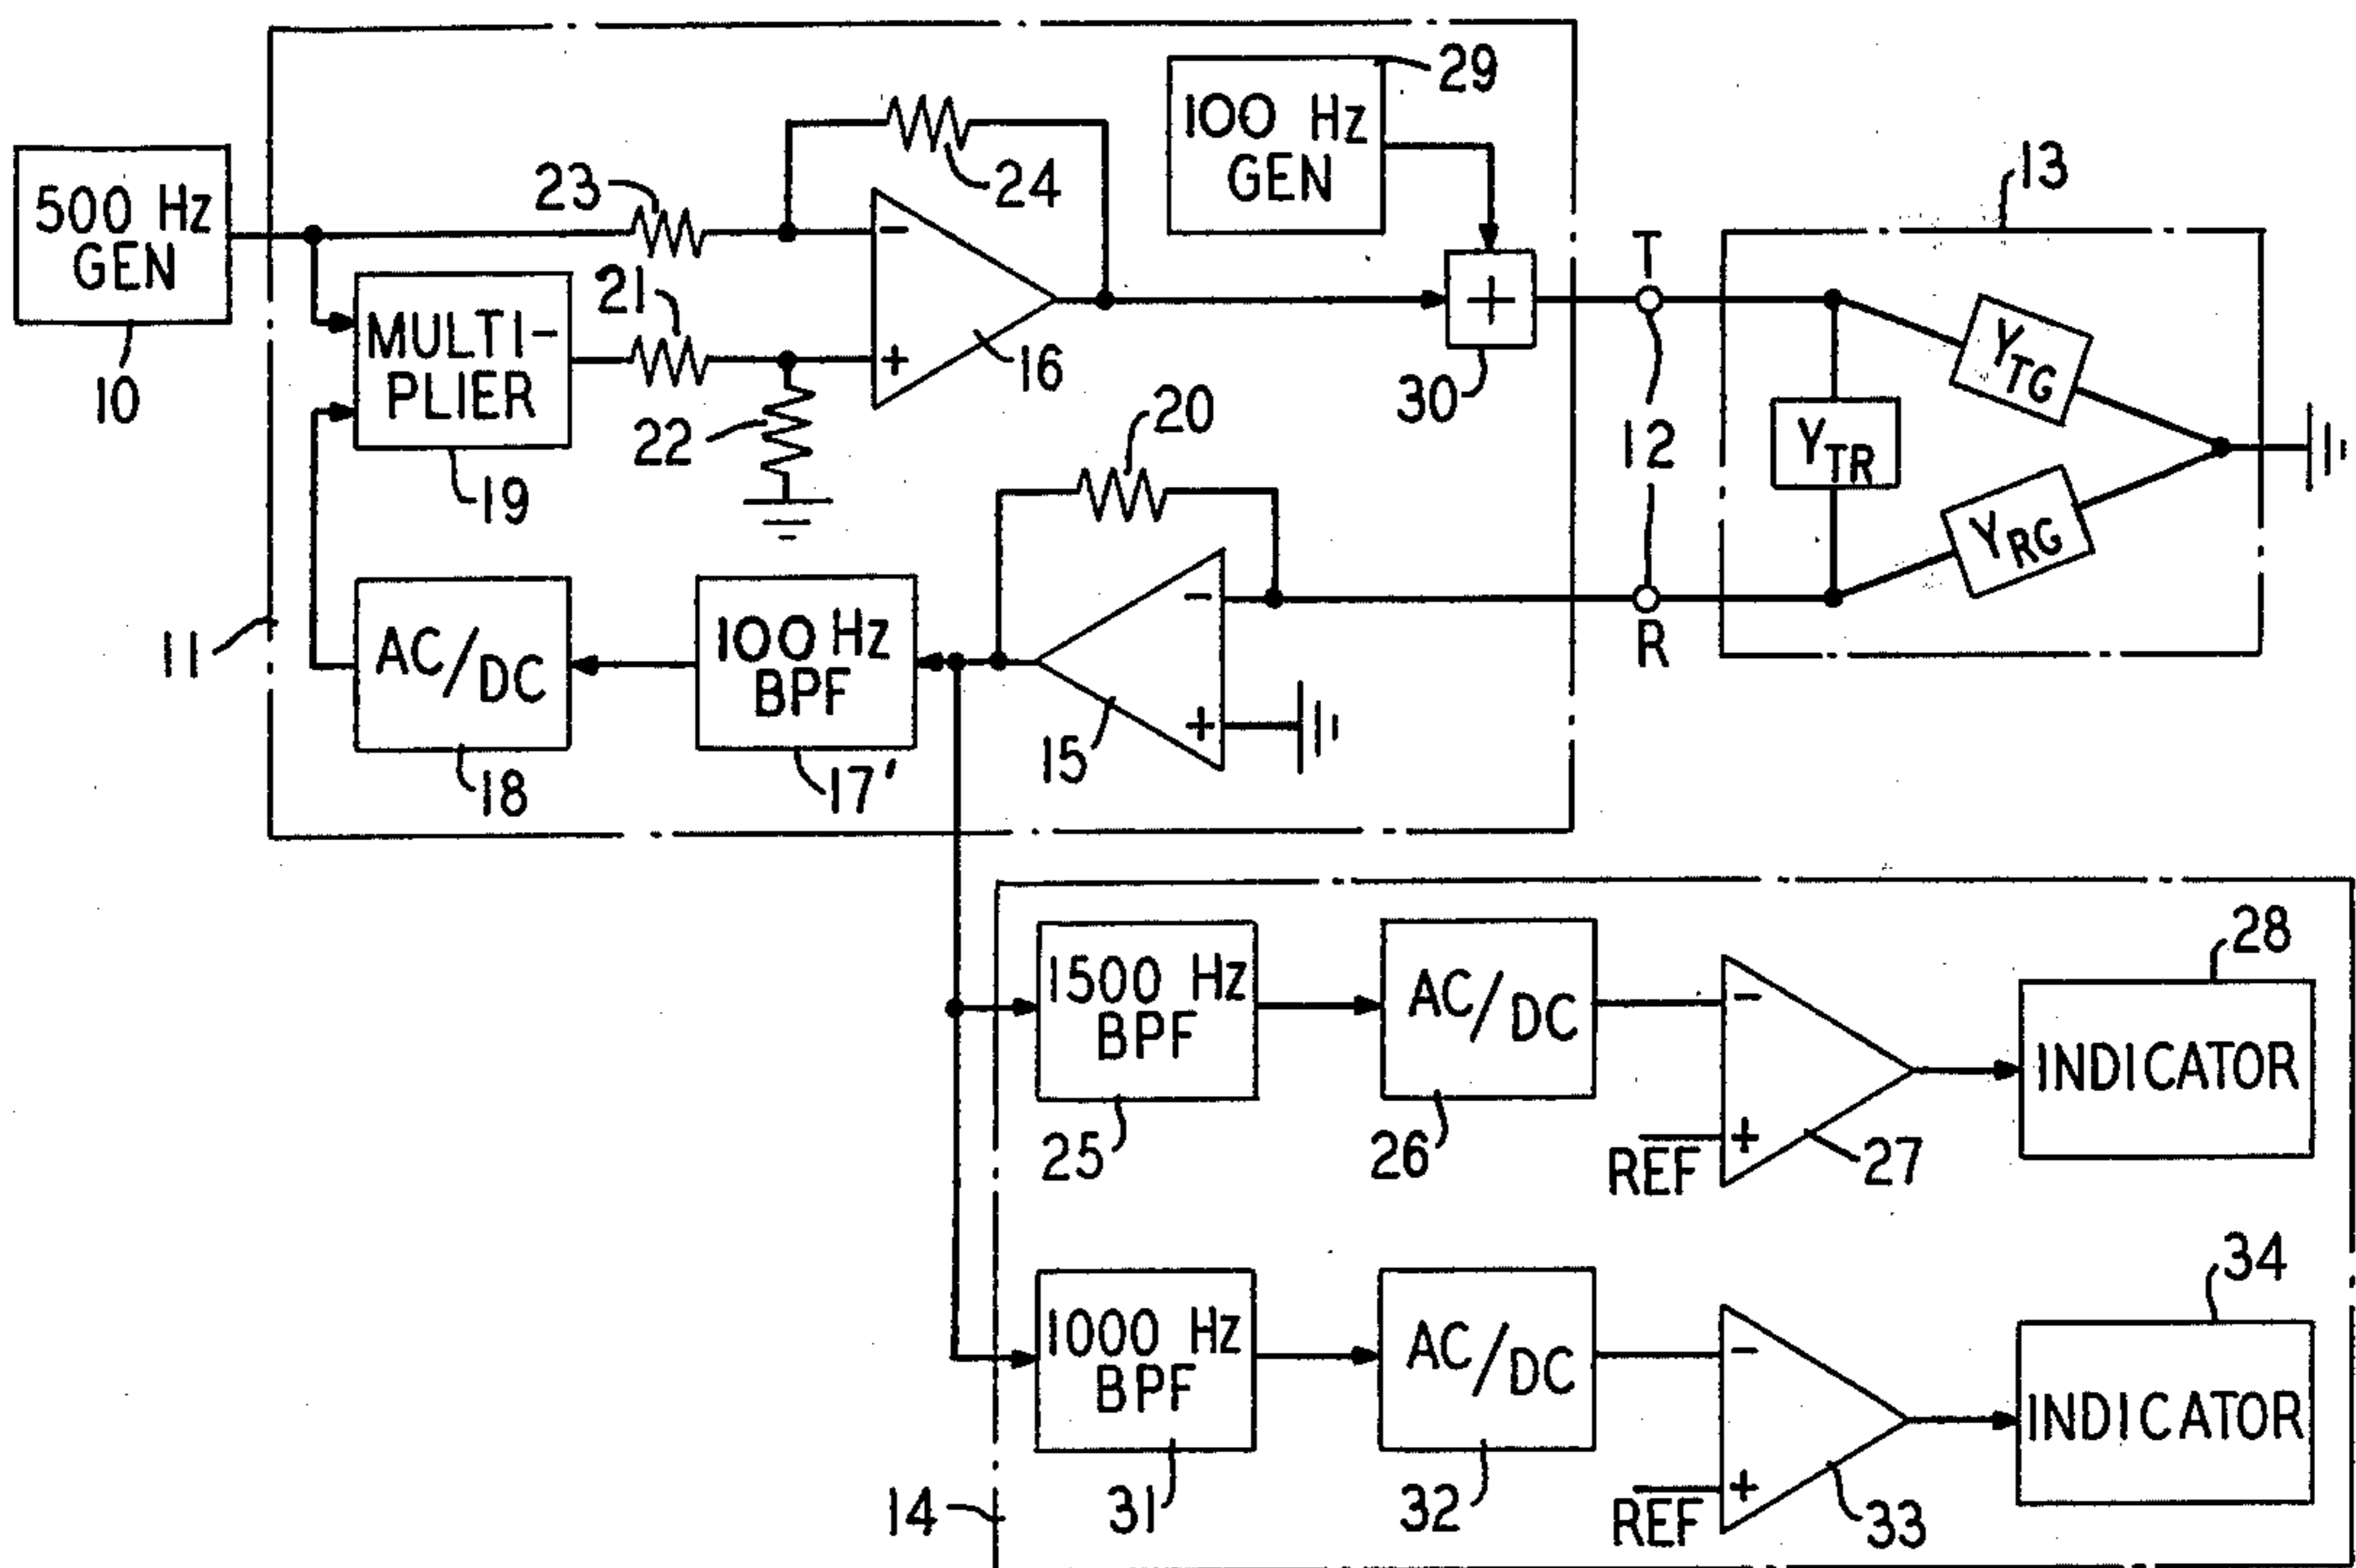 29
100 Hz
GEN
13
500 Hz
GEN
10
23
24
21
T
MULTI-
PLIER
19
22
16
30
20
12
Y_TG
Y_TR
Y_RG
R
11
AC/DC
18
100 Hz
BPF
17'
15
28
1500 Hz
BPF
25
AC/DC
26
REF
27
INDICATOR
34
1000 Hz
BPF
31
AC/DC
32
REF
33
INDICATOR
14
-
+
+
-
+
-
+
-
+